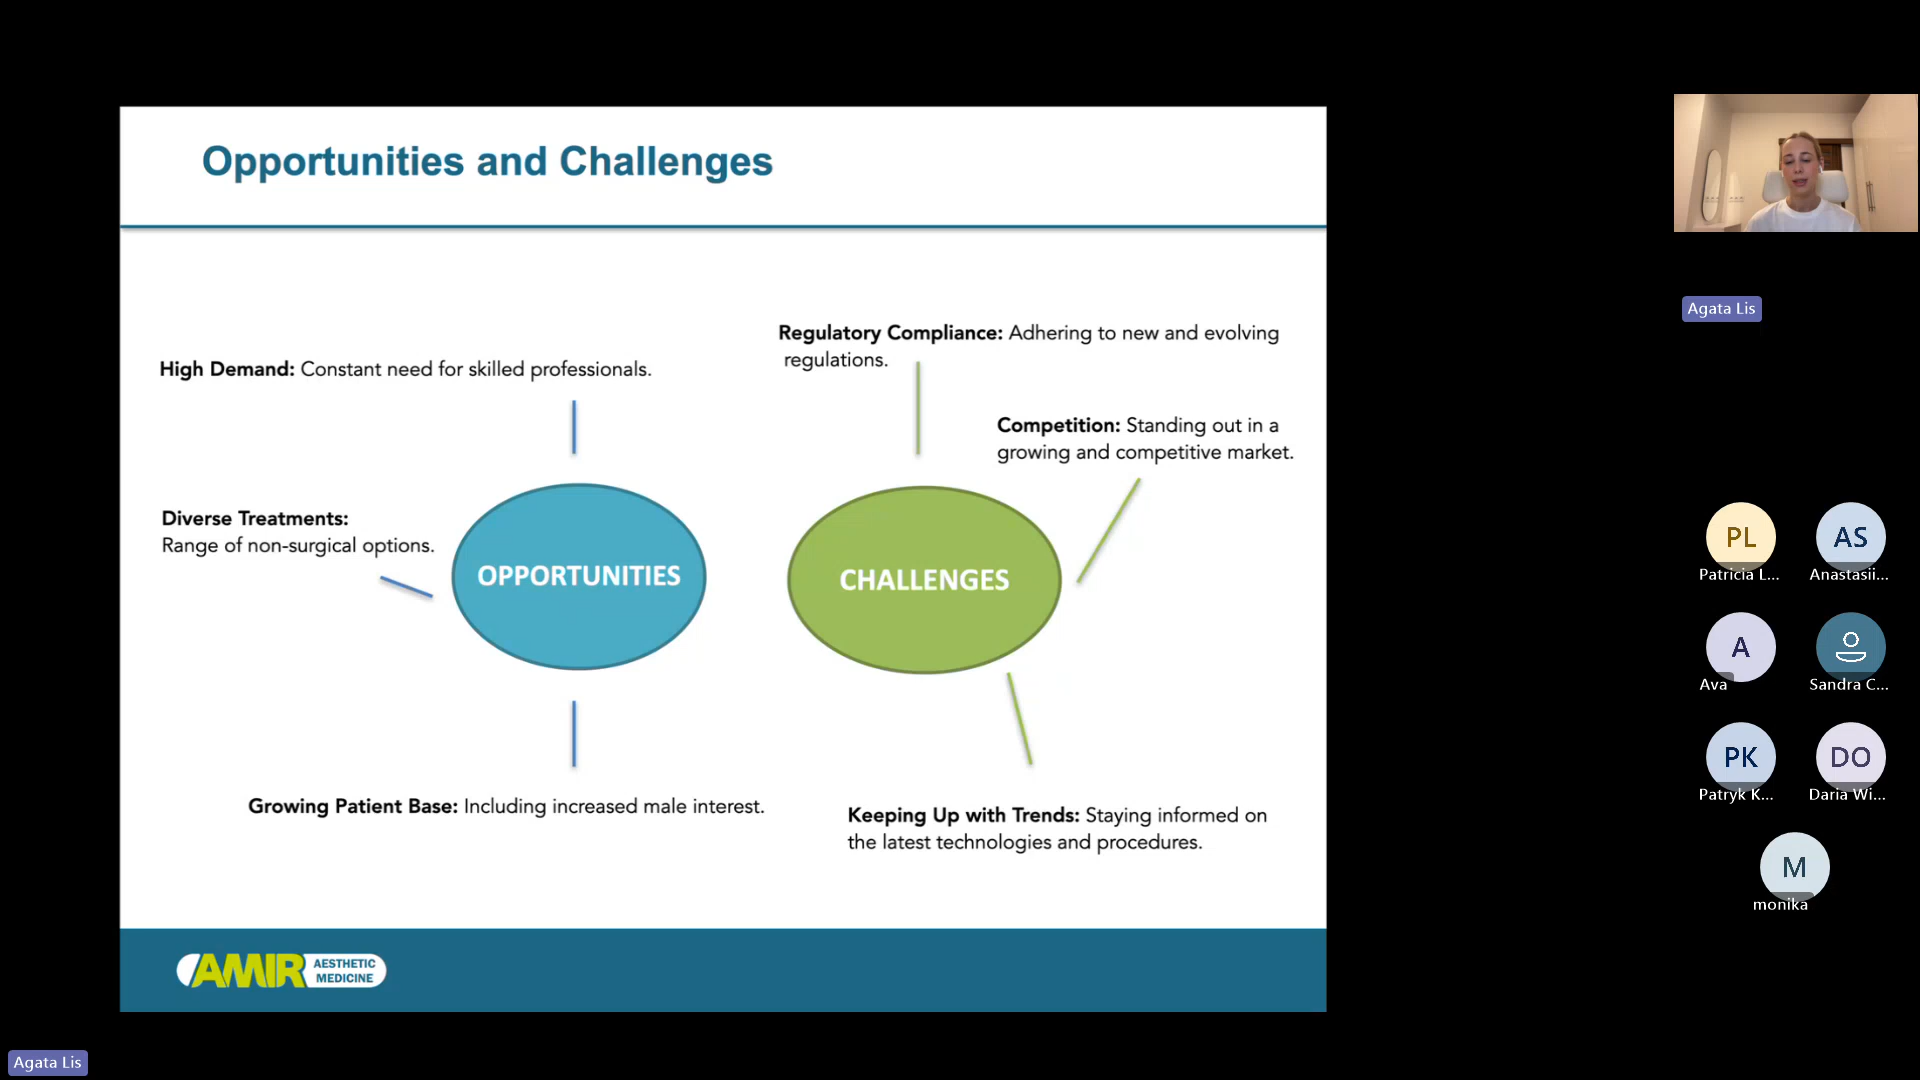 Opportunities and Challenges
High Demand: Constant need for skilled professionals.
Diverse Treatments:
Range of non-surgical options.
OPPORTUNITIES
Growing Patient Base: Including increased male interest.
Regulatory Compliance: Adhering to new and evolving
regulations.
Competition: Standing out in a
growing and competitive market.
CHALLENGES
Keeping Up with Trends: Staying informed on
the latest technologies and procedures.
AMIR AESTHETIC
MEDICINE
Agata Lis
Agata Lis
PL
Patricia L...
AS
Anastasii...
A
Ava
Sandra C...
PK
Patryk K...
DO
Daria Wi...
M
monika